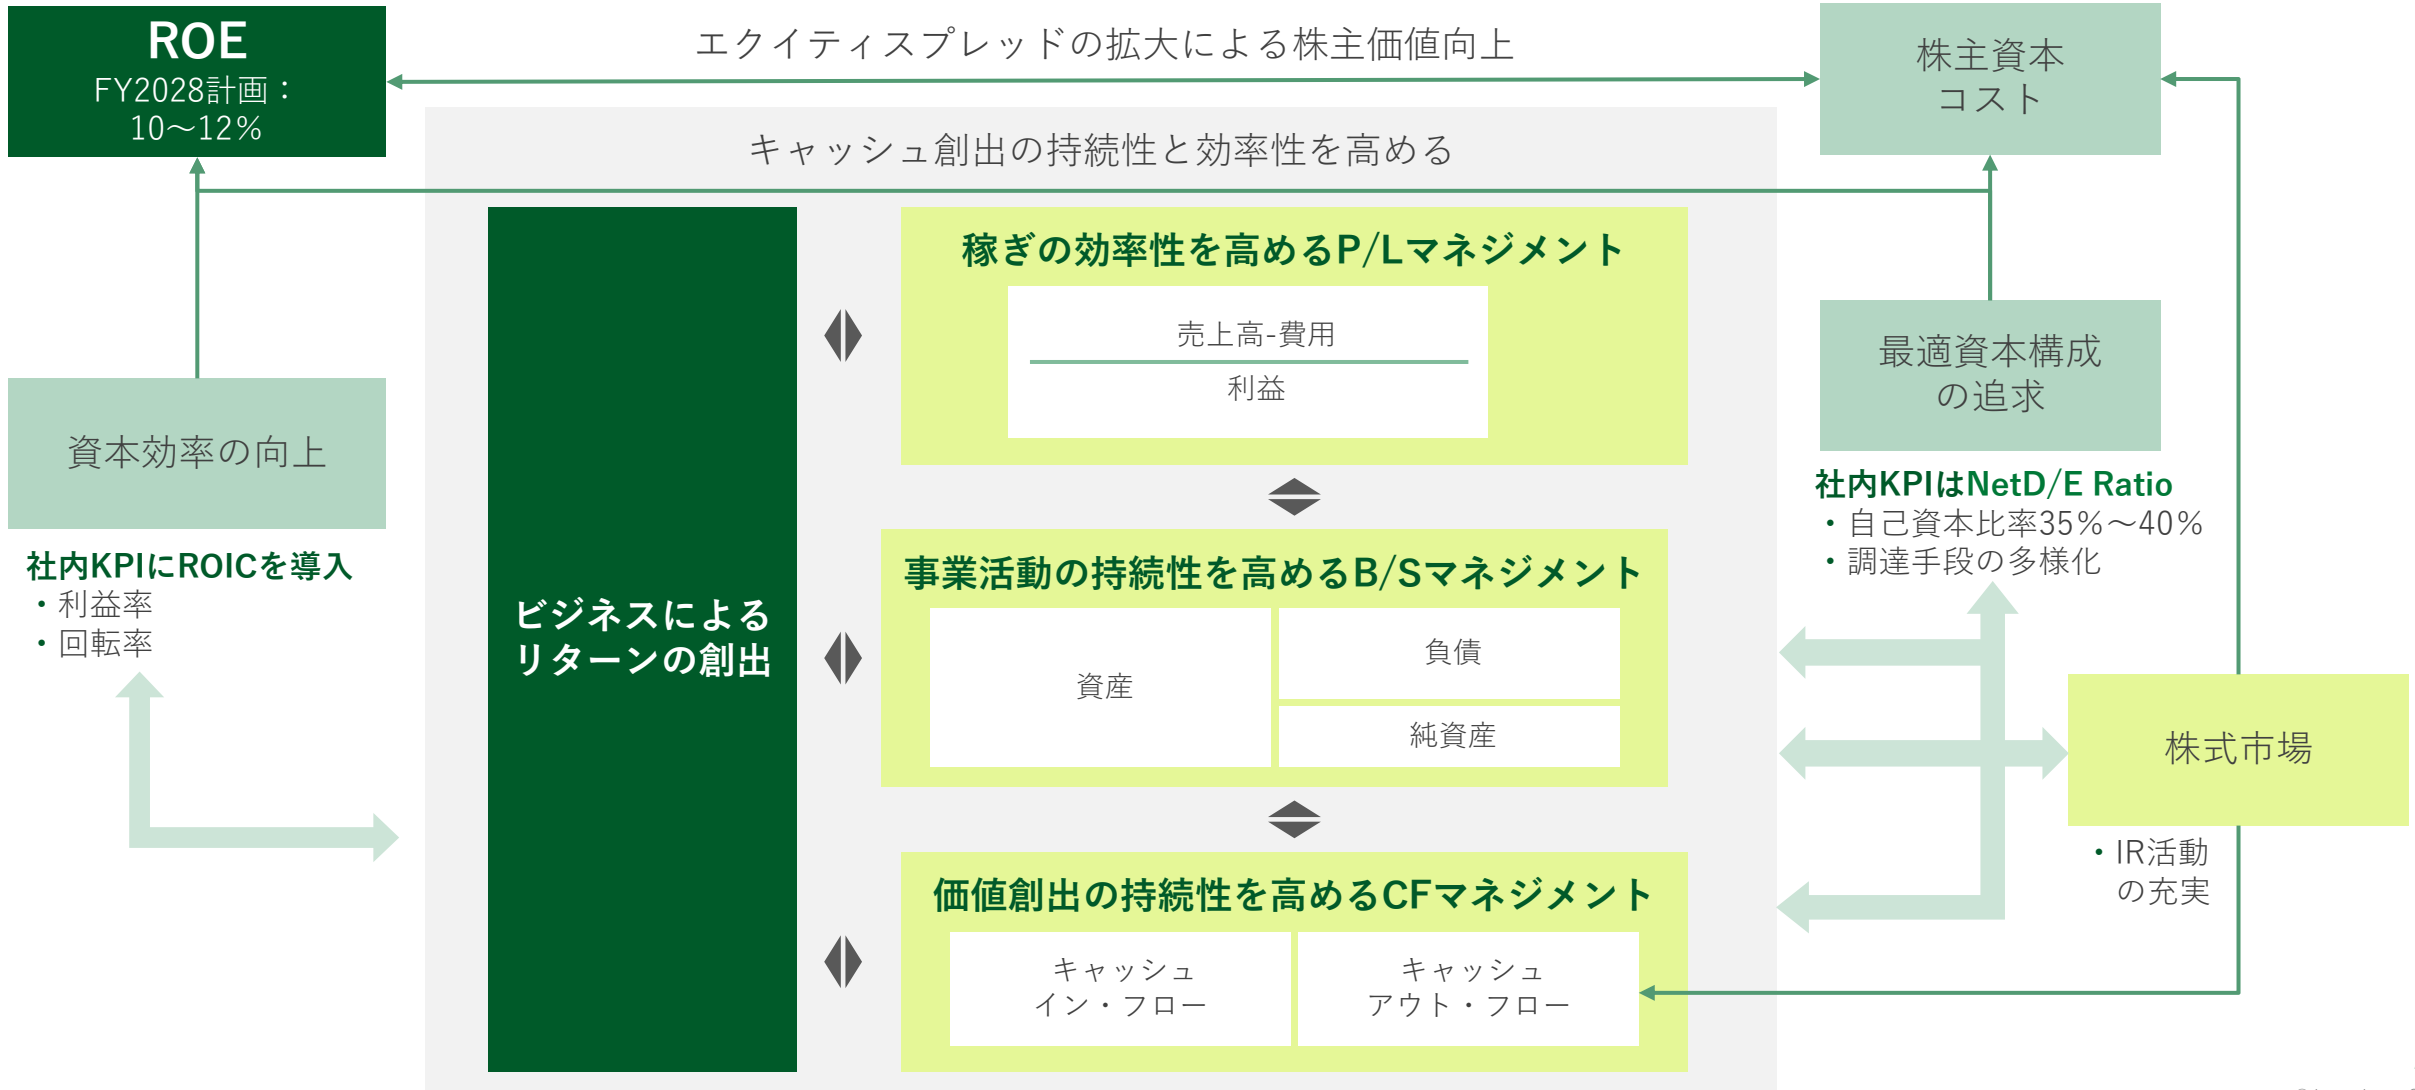 ROE
FY2028計画：
10～12%
エクイティスプレッドの拡大による株主価値向上
株主資本
コスト
キャッシュ創出の持続性と効率性を高める
資本効率の向上
社内KPIにROICを導入
・利益率
・回転率
ビジネスによる
リターンの創出
稼ぎの効率性を高めるP/Lマネジメント
売上高-費用
利益
事業活動の持続性を高めるB/Sマネジメント
資産
負債
純資産
価値創出の持続性を高めるCFマネジメント
キャッシュ
イン・フロー
キャッシュ
アウト・フロー
最適資本構成
の追求
社内KPIはNetD/E Ratio
・自己資本比率35%～40%
・調達手段の多様化
株式市場
・IR活動
の充実